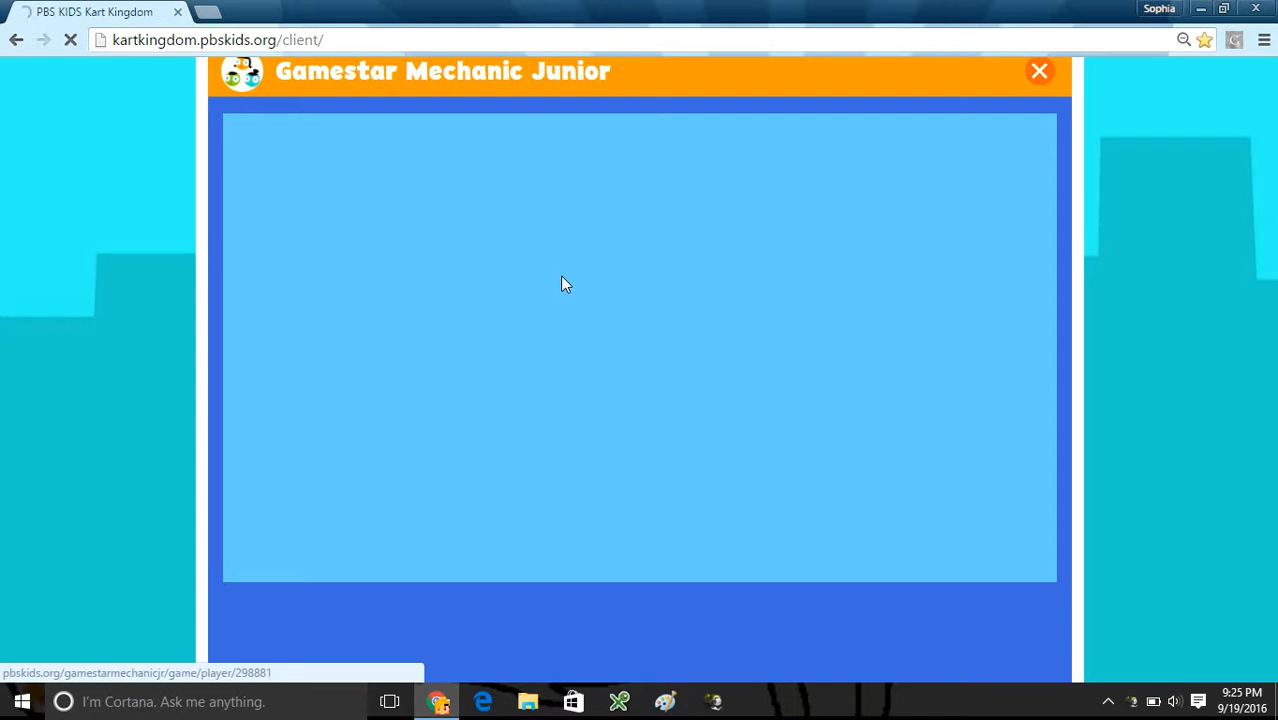 PBS KIDS Kart Kingdom
Sophia
kartkingdom.pbskids.org/client/
Gamestar Mechanic Junior
pbskids.org/gamestarmechanicjr/game/player/298881
I'm Cortana. Ask me anything.
9:25 PM
9/19/2016